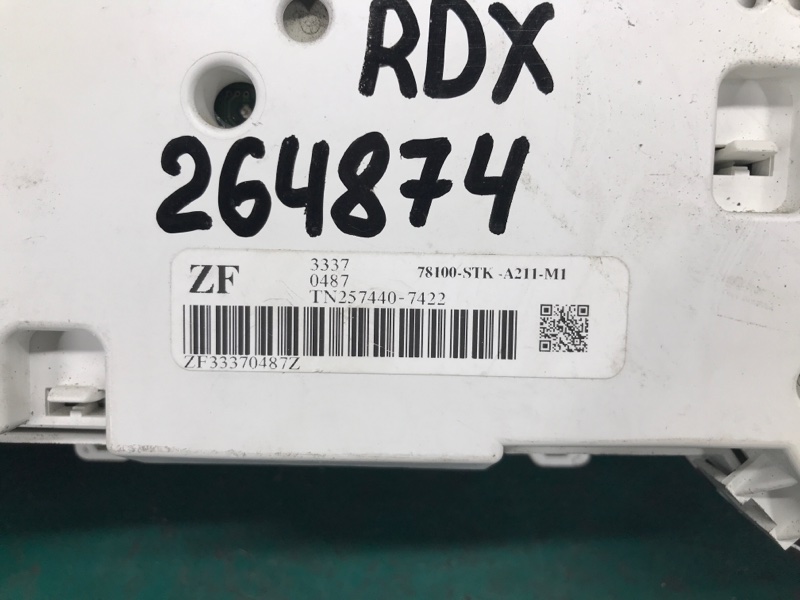 RDX
264874
ZF 3337 78100-STK -A211-M1
0487
TN257440-7422
ZF33370487Z